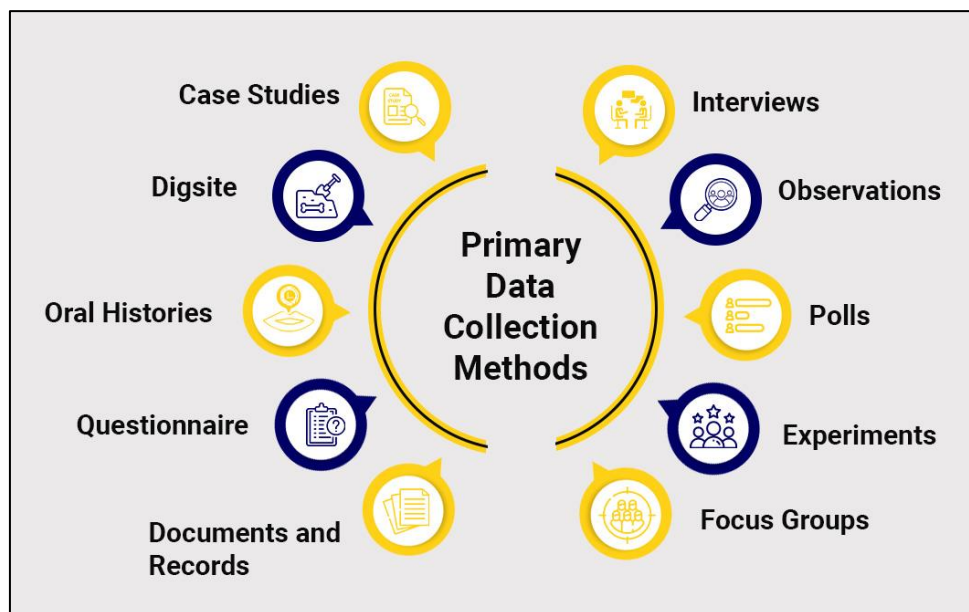 Primary
Data
Collection
Methods
Case Studies
Digsite
Oral Histories
Questionnaire
Documents and
Records
Interviews
Observations
Polls
Experiments
Focus Groups